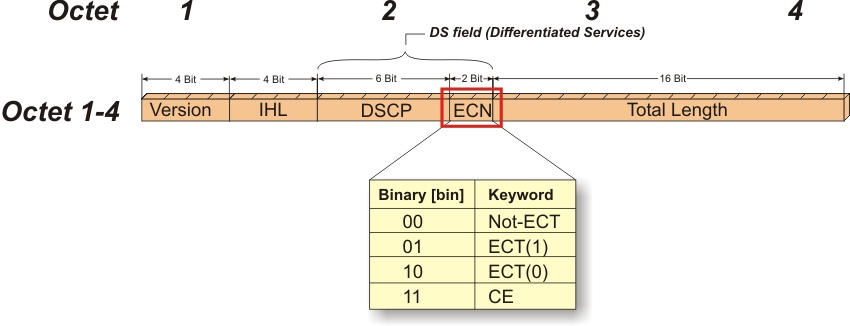 Octet 1 2 3 4
DS field (Differentiated Services)
4 Bit 4 Bit 6 Bit 2 Bit 16 Bit
Octet 1-4 Version IHL DSCP ECN Total Length
Binary [bin] Keyword
00 Not-ECT
01 ECT(1)
10 ECT(0)
11 CE